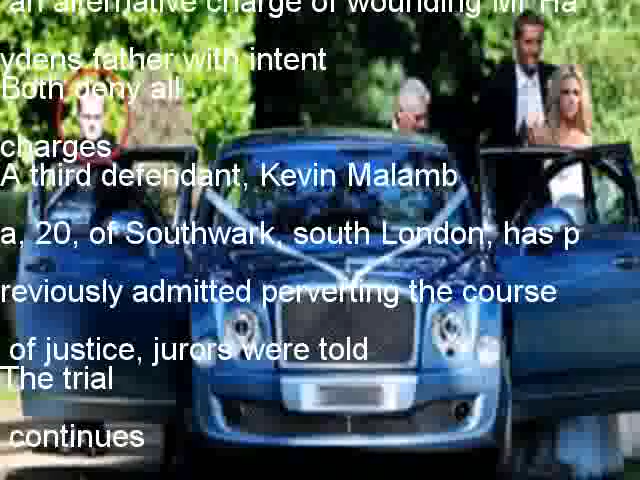 an alternative charge of wounding Mr Ha
ydens father with intent
Both deny all
charges
A third defendant, Kevin Malamb
a, 20, of Southwark, south London, has p
reviously admitted perverting the course
of justice, jurors were told
The trial
continues